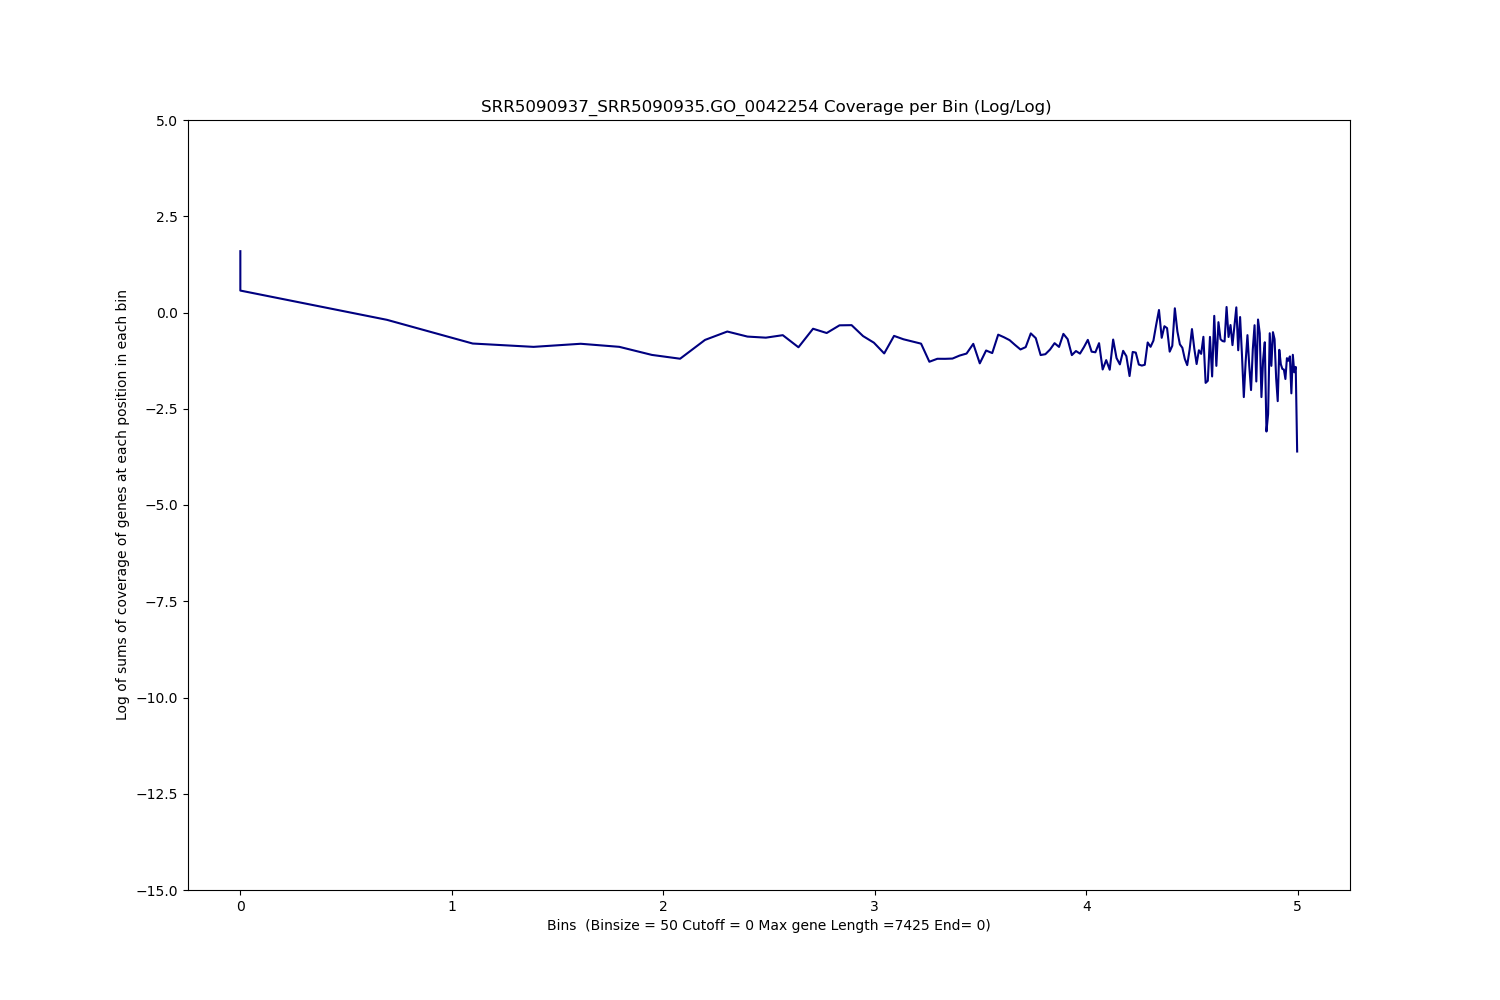 SRR5090937_SRR5090935.GO_0042254 Coverage per Bin (Log/Log)
Log of sums of coverage of genes at each position in each bin
5.0
2.5
0.0
−2.5
−5.0
−7.5
−10.0
−12.5
−15.0
0 1 2 3 4 5
Bins  (Binsize = 50 Cutoff = 0 Max gene Length =7425 End= 0)